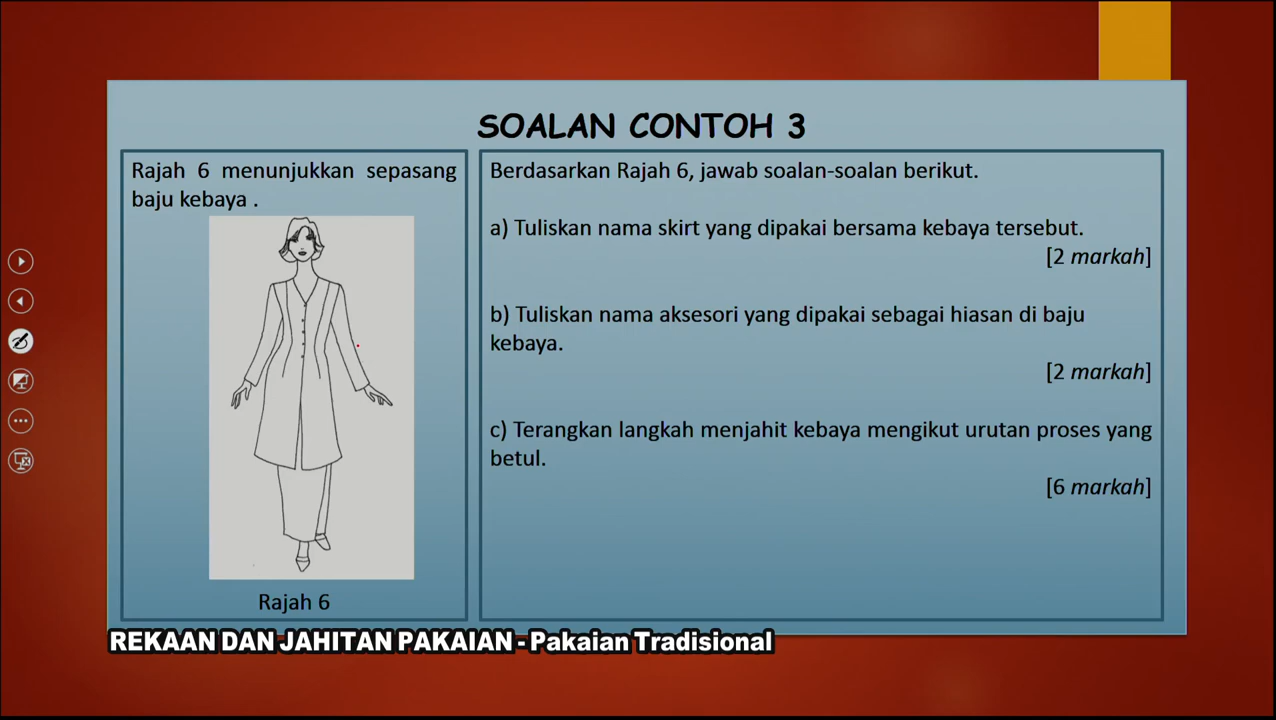 SOALAN CONTOH 3
Rajah 6 menunjukkan sepasang
baju kebaya .
Rajah 6
Berdasarkan Rajah 6, jawab soalan-soalan berikut.
a) Tuliskan nama skirt yang dipakai bersama kebaya tersebut.
[2 markah]
b) Tuliskan nama aksesori yang dipakai sebagai hiasan di baju
kebaya.
[2 markah]
c) Terangkan langkah menjahit kebaya mengikut urutan proses yang
betul.
[6 markah]
REKAAN DAN JAHITAN PAKAIAN - Pakaian Tradisional